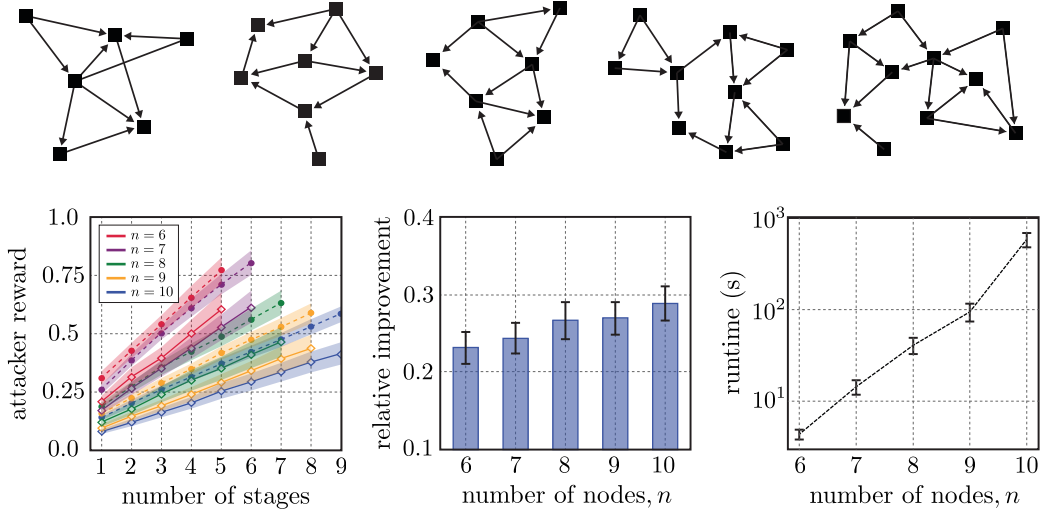 attacker reward
1.0
0.75
0.5
0.25
0.0
n = 6
n = 7
n = 8
n = 9
n = 10
1 2 3 4 5 6 7 8 9
number of stages
relative improvement
0.4
0.3
0.2
0.1
6 7 8 9 10
number of nodes, n
runtime (s)
10³
10²
10¹
6 7 8 9 10
number of nodes, n